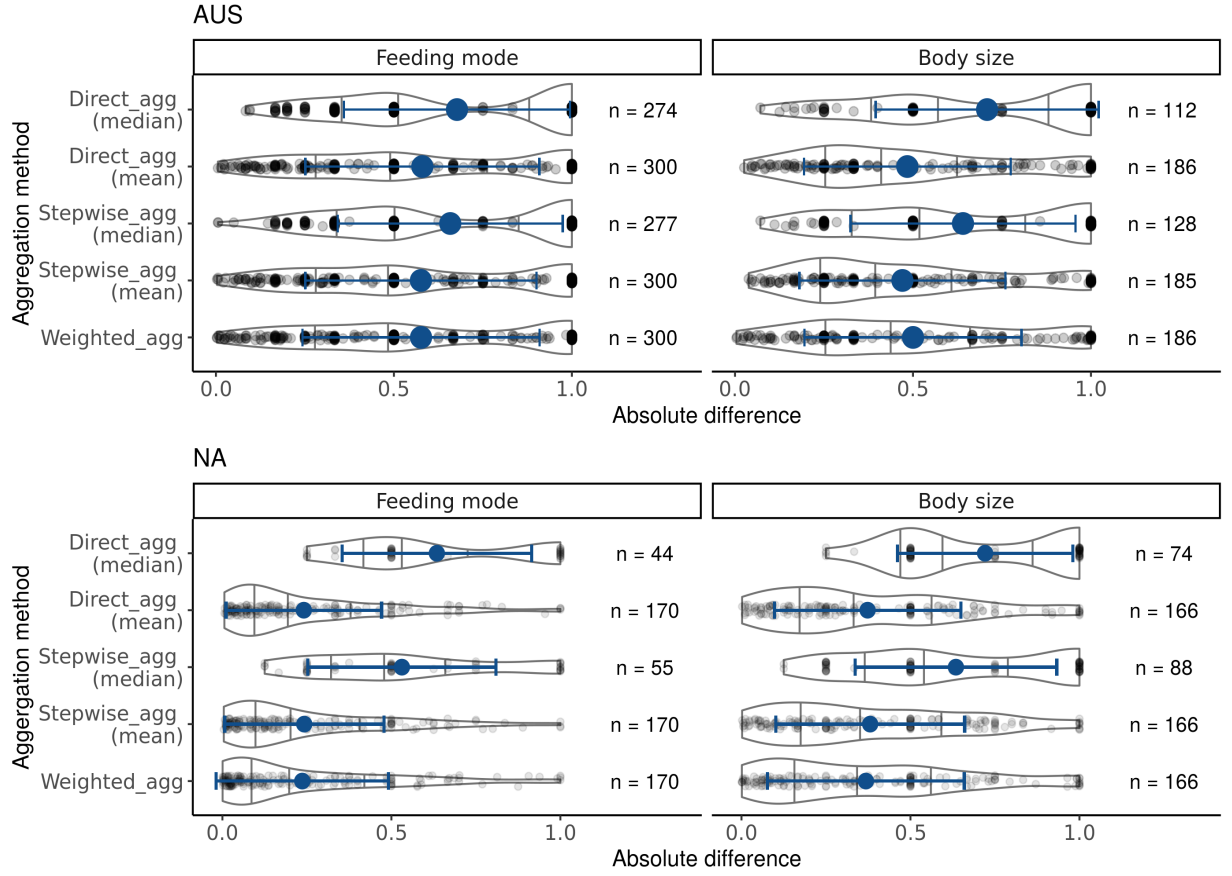 AUS
Feeding mode
Body size
Aggregation method
Direct_agg
(median)
n = 274
n = 112
Direct_agg
(mean)
n = 300
n = 186
Stepwise_agg
(median)
n = 277
n = 128
Stepwise_agg
(mean)
n = 300
n = 185
Weighted_agg
n = 300
n = 186
0.0
0.5
1.0
0.0
0.5
1.0
Absolute difference
NA
Feeding mode
Body size
Aggergation method
Direct_agg
(median)
n = 44
n = 74
Direct_agg
(mean)
n = 170
n = 166
Stepwise_agg
(median)
n = 55
n = 88
Stepwise_agg
(mean)
n = 170
n = 166
Weighted_agg
n = 170
n = 166
0.0
0.5
1.0
0.0
0.5
1.0
Absolute difference